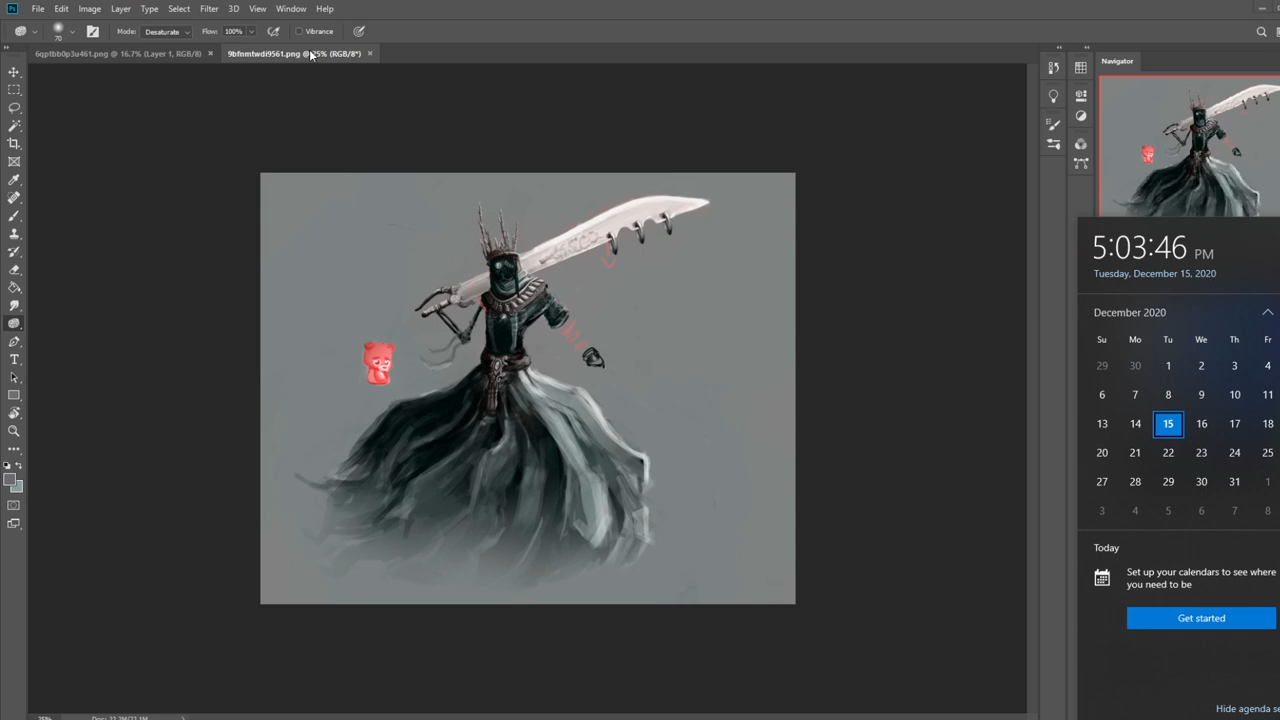 Ps File Edit Image Layer Type Select Filter 3D View Window Help
70 Mode: Desaturate Flow: 100% Vibrance
6qptbb0p3u461.png @ 16.7% (Layer 1, RGB/8) × 9bfnmtwdi9561.png @ 25% (RGB/8*) ×
Navigator
5:03:46 PM
Tuesday, December 15, 2020
December 2020
Su Mo Tu We Th Fr
29 30 1 2 3 4
6 7 8 9 10 11
13 14 15 16 17 18
20 21 22 23 24 25
27 28 29 30 31 1
3 4 5 6 7 8
Today
Set up your calendars to see where
you need to be
Get started
Hide agenda
25% Doc: